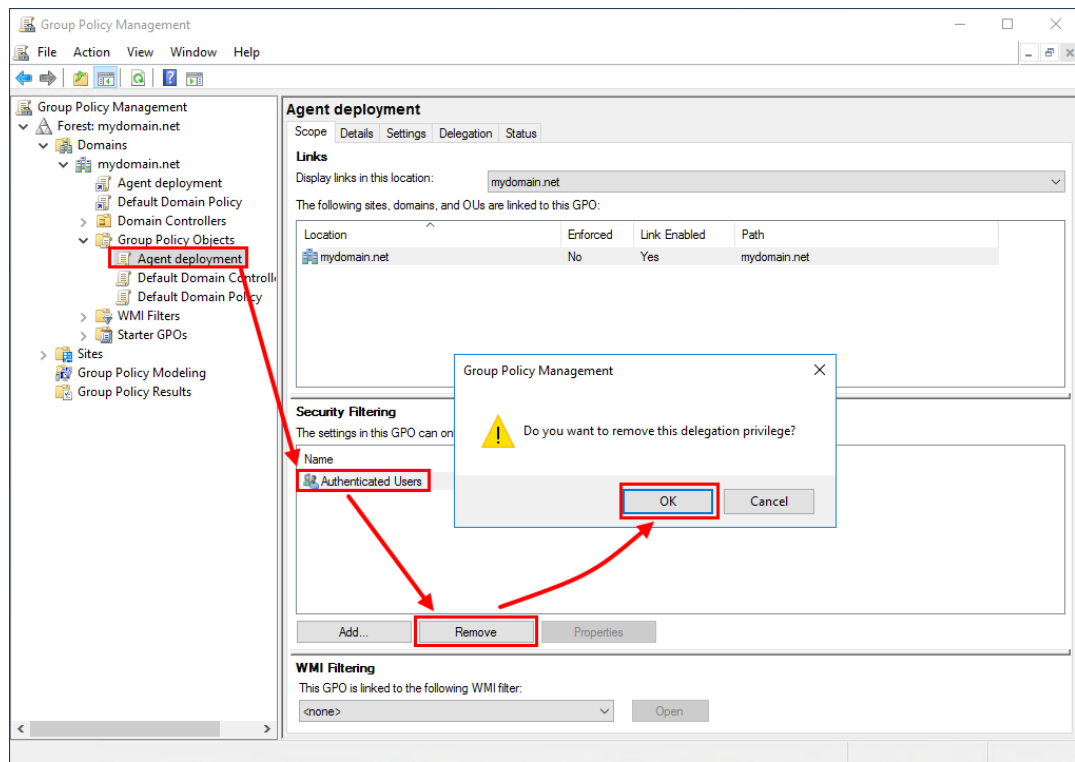 Group Policy Management
File Action View Window Help
Group Policy Management
Forest: mydomain.net
Domains
mydomain.net
Agent deployment
Default Domain Policy
Domain Controllers
Group Policy Objects
Agent deployment
Default Domain Controll
Default Domain Policy
WMI Filters
Starter GPOs
Sites
Group Policy Modeling
Group Policy Results
Agent deployment
Scope Details Settings Delegation Status
Links
Display links in this location: mydomain.net
The following sites, domains, and OUs are linked to this GPO:
Location Enforced Link Enabled Path
mydomain.net No Yes mydomain.net
Security Filtering
The settings in this GPO can on
Name
Authenticated Users
Add... Remove Properties
WMI Filtering
This GPO is linked to the following WMI filter:
<none> Open
Group Policy Management
Do you want to remove this delegation privilege?
OK Cancel